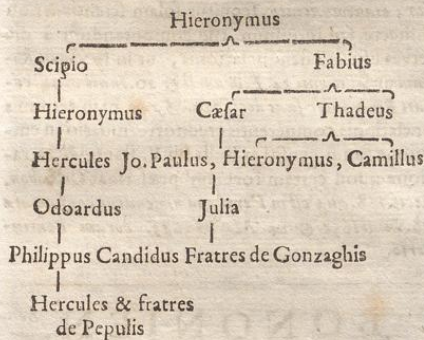 Hieronymus
Scipio Fabius
Hieronymus Cæſar Thadeus
Hercules Jo. Paulus, Hieronymus, Camillus
Odoardus Julia
Philippus Candidus Fratres de Gonzaghis
Hercules & fratres
de Pepulis